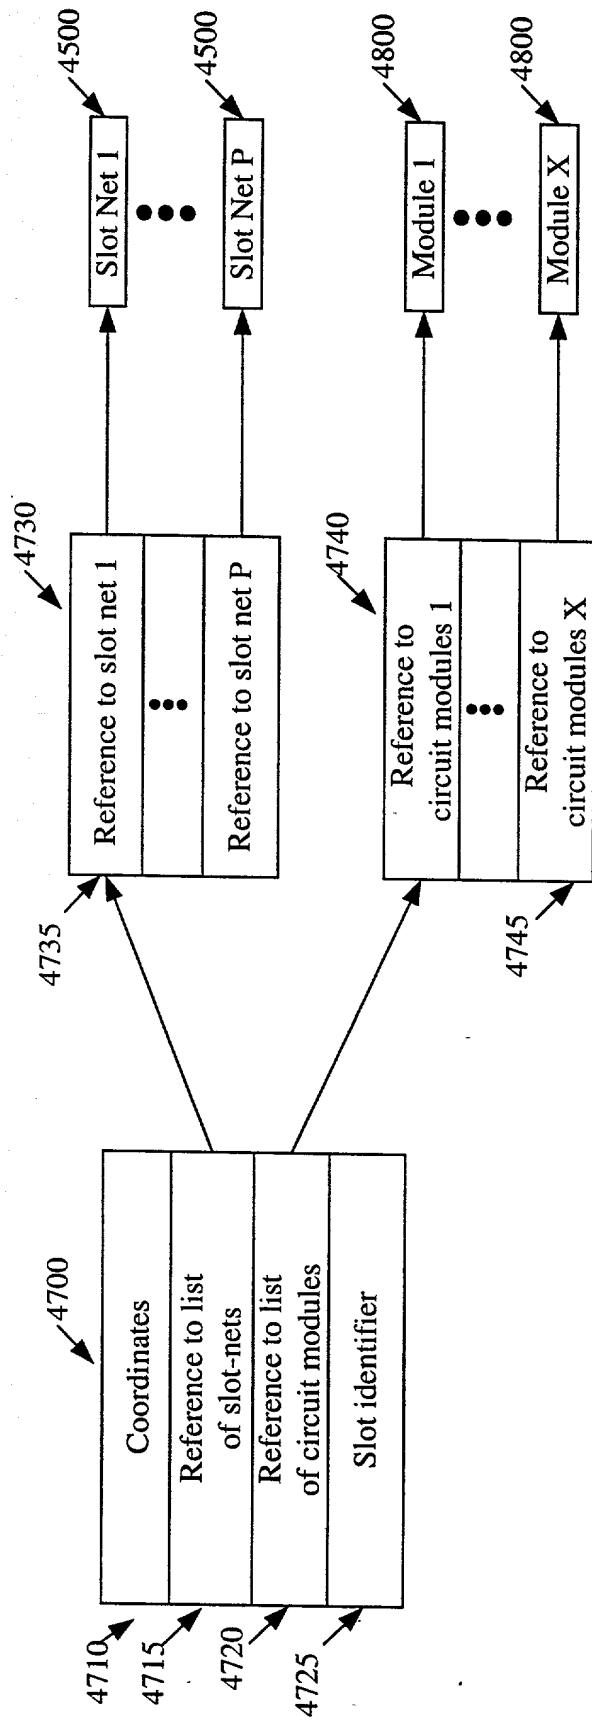 4700
4710
Coordinates
4715
Reference to list
of slot-nets
4720
Reference to list
of circuit modules
4725
Slot identifier
4730
4735
Reference to slot net 1
•••
Reference to slot net P
4740
Reference to
circuit modules 1
•••
4745
Reference to
circuit modules X
4500
Slot Net 1
•••
4500
Slot Net P
4800
Module 1
•••
4800
Module X